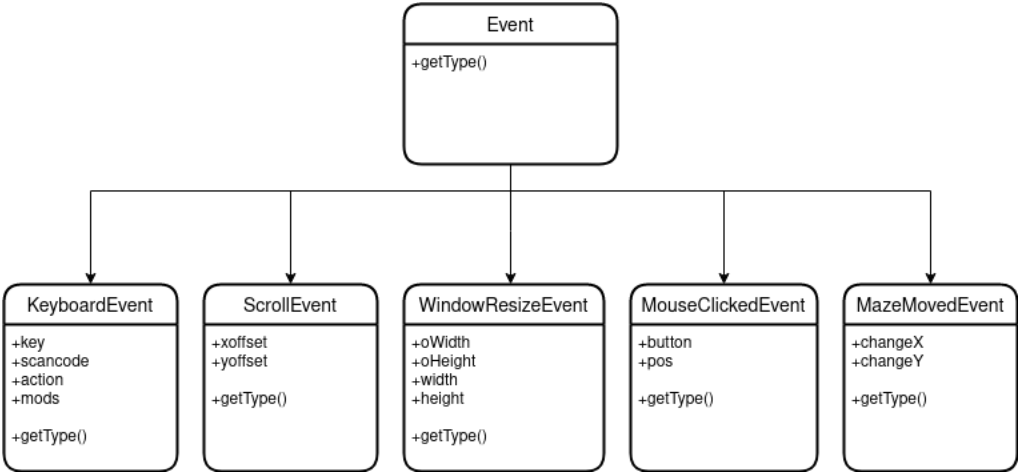 Event
+getType()
KeyboardEvent
+key
+scancode
+action
+mods
+getType()
ScrollEvent
+xoffset
+yoffset
+getType()
WindowResizeEvent
+oWidth
+oHeight
+width
+height
+getType()
MouseClickedEvent
+button
+pos
+getType()
MazeMovedEvent
+changeX
+changeY
+getType()